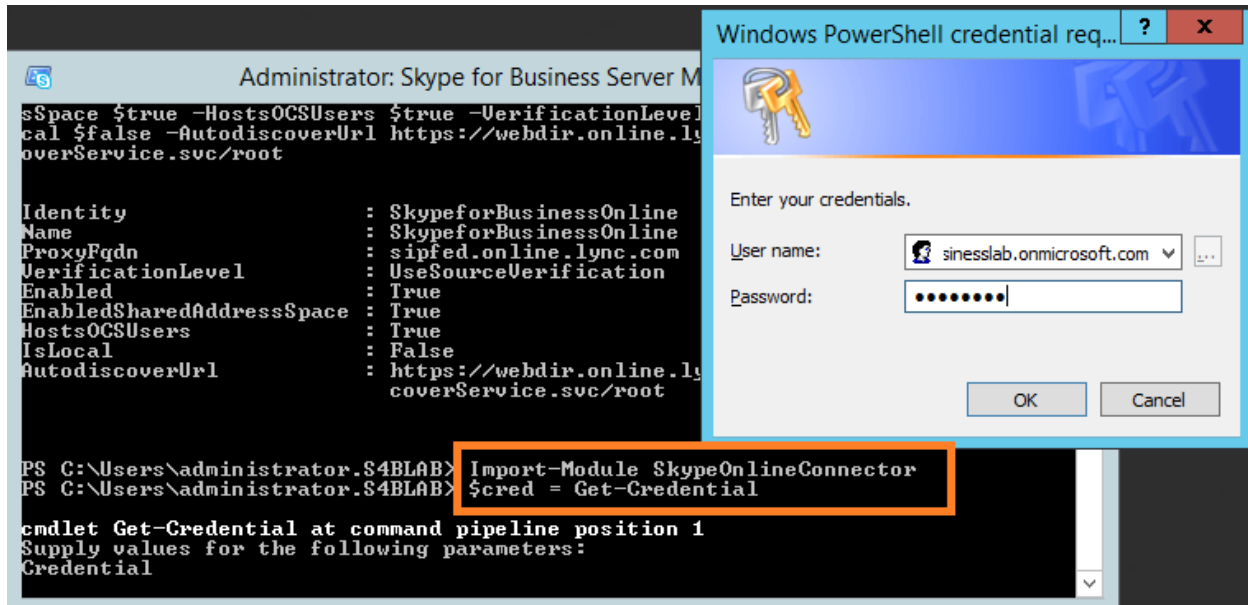 Windows PowerShell credential req...
? x
Administrator: Skype for Business Server M
sSpace $true -HostsOCSUsers $true -VerificationLevel
cal $false -AutodiscoverUrl https://webdir.online.ly
overService.svc/root
Identity : SkypeforBusinessOnline
Name : SkypeforBusinessOnline
ProxyFqdn : sipfed.online.lync.com
VerificationLevel : UseSourceVerification
Enabled : True
EnabledSharedAddressSpace : True
HostsOCSUsers : True
IsLocal : False
AutodiscoverUrl : https://webdir.online.ly
coverService.svc/root
PS C:\Users\administrator.S4BLAB> Import-Module SkypeOnlineConnector
PS C:\Users\administrator.S4BLAB> $cred = Get-Credential
cmdlet Get-Credential at command pipeline position 1
Supply values for the following parameters:
Credential
Enter your credentials.
User name: sinesslab.onmicrosoft.com ...
Password: ●●●●●●●●
OK Cancel